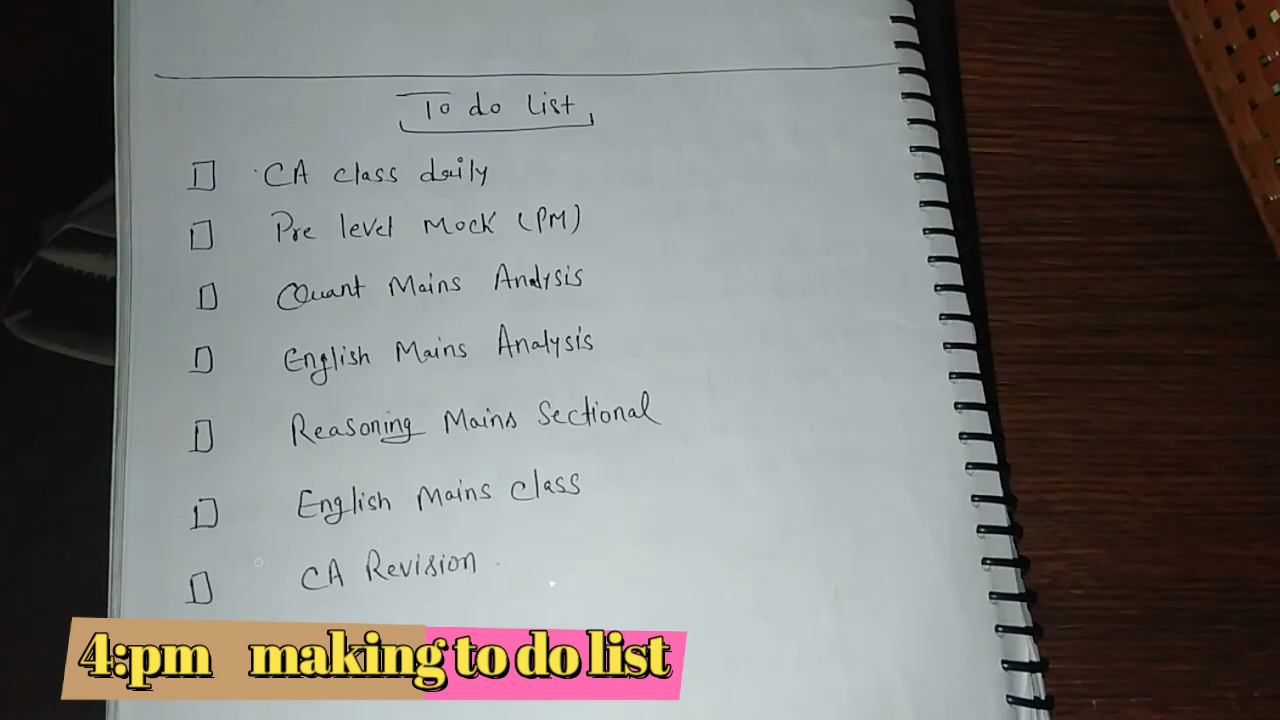 To do list
CA class daily
Pre level Mock (PM)
Quant Mains Analysis
English Mains Analysis
Reasoning Mains Sectional
English Mains class
CA Revision
4:pm making to do list